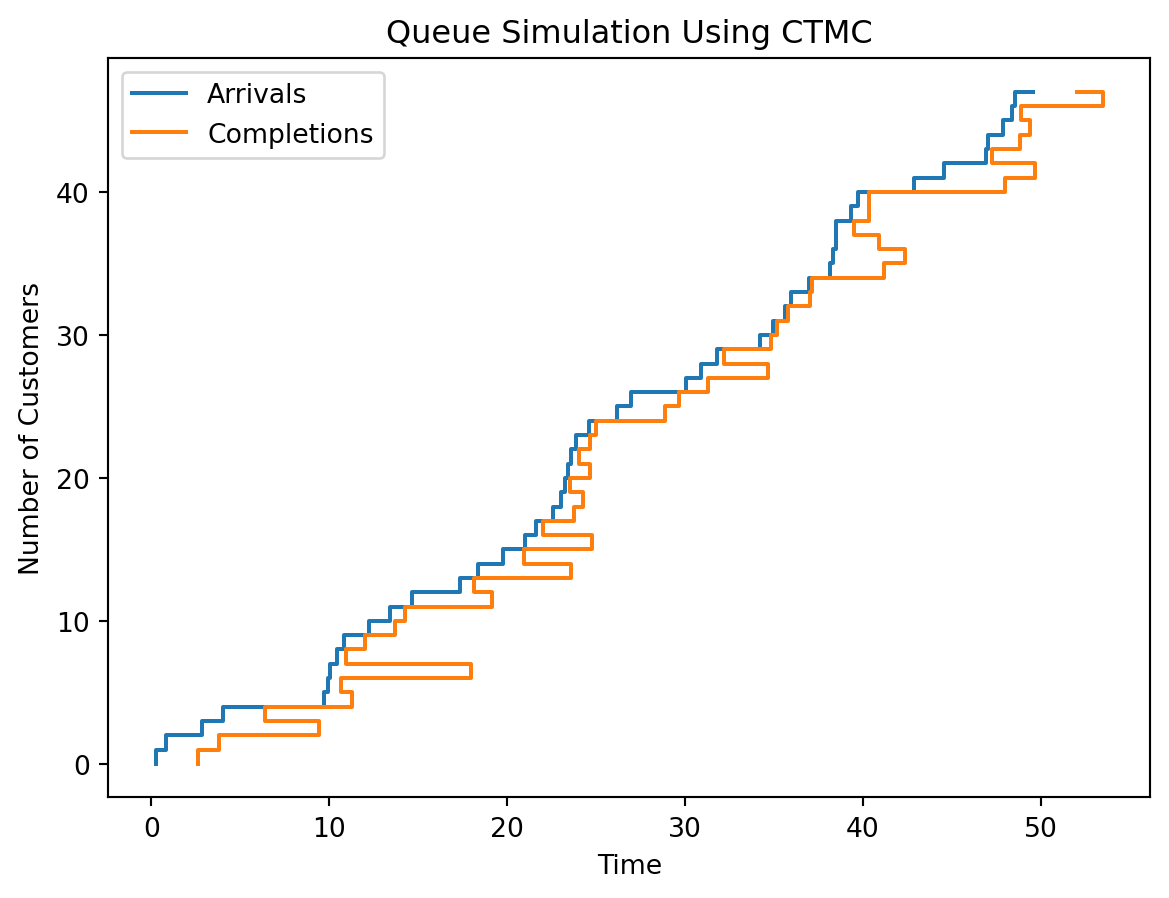 Queue Simulation Using CTMC
Arrivals
Completions
Number of Customers
40
30
20
10
0
0 10 20 30 40 50
Time